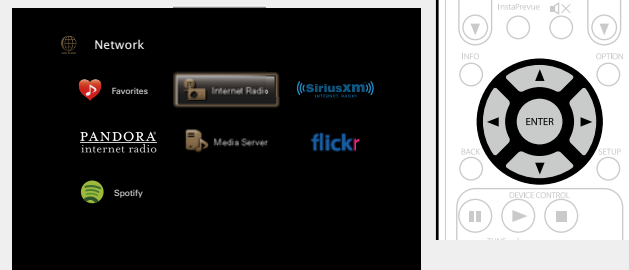 Network
Favorites
Internet Radio
((SiriusXM))
INTERNET RADIO
PANDORA®
internet radio
Media Server
flickr
Spotify
InstaPrevue
INFO
OPTION
ENTER
BACK
SETUP
DEVICE CONTROL